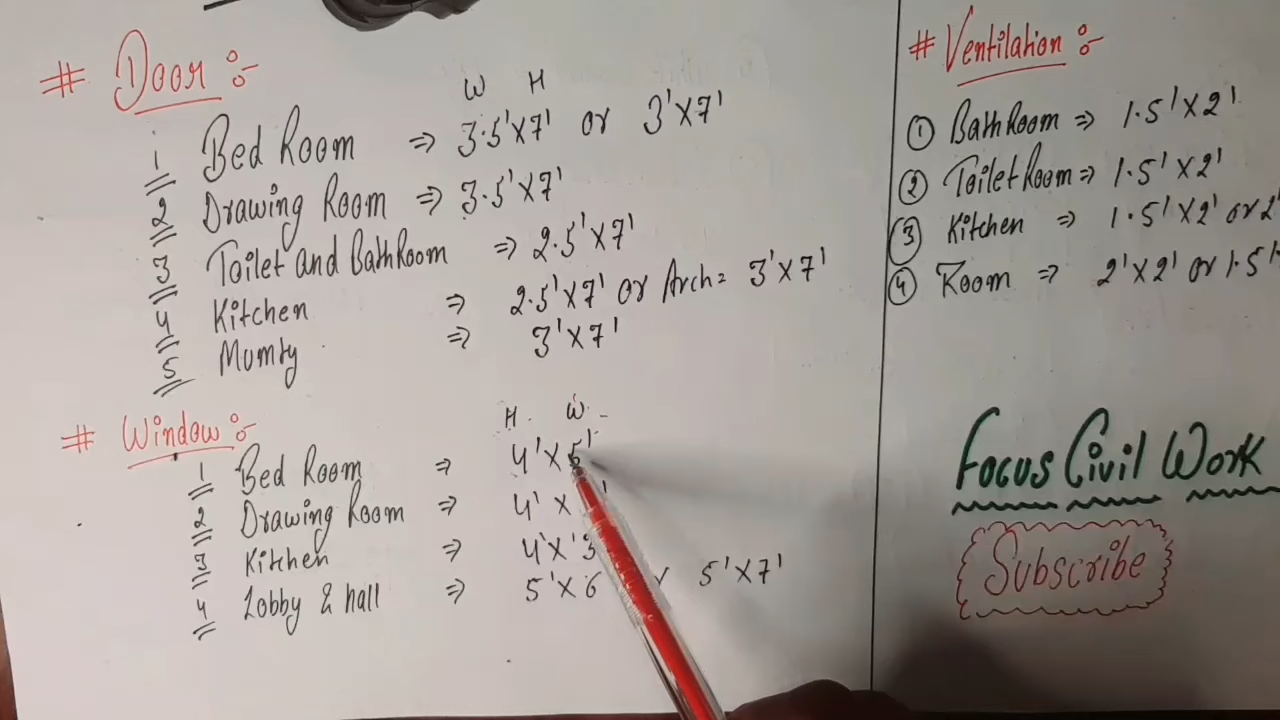 # Door :-
W H
1 Bed Room ⇒ 3.5'X7' or 3'X7'
2 Drawing Room ⇒ 3.5'X7'
3 Toilet and BathRoom ⇒ 2.5'X7'
4 Kitchen ⇒ 2.5'X7' or Arch= 3'X7'
5 Mumty ⇒ 3'X7'
# Window :-
H. W.
1 Bed Room ⇒ 4'X5'
2 Drawing Room ⇒ 4' X
3 Kitchen ⇒ 4'X'3
4 Lobby & hall ⇒ 5'X6 5'X7'
# Ventilation :-
1 BathRoom ⇒ 1.5'X2'
2 ToiletRoom ⇒ 1.5'X2'
3 Kitchen ⇒ 1.5'X2' or 2'
4 Room ⇒ 2'X2' or 1.5'
Focus Civil Work
Subscribe